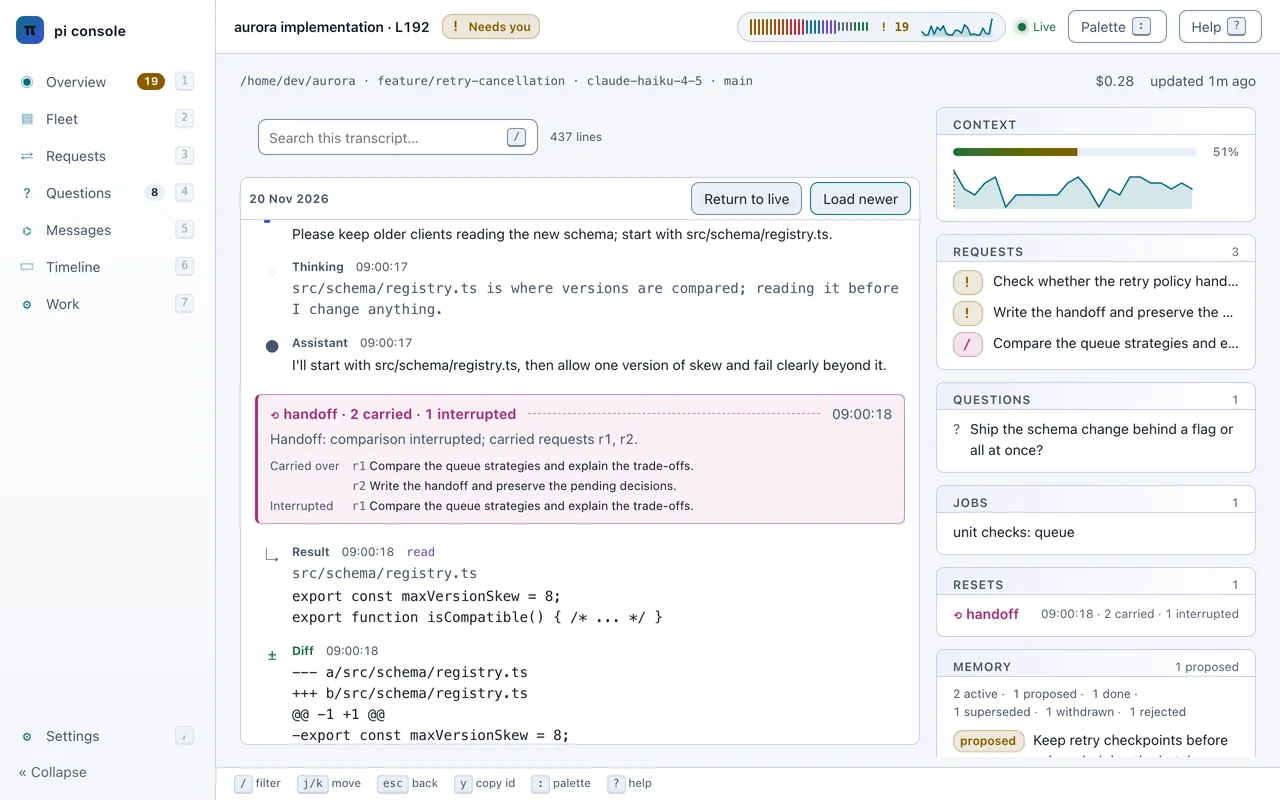 π pi console
aurora implementation · L192
! Needs you
! 19
Live
Palette :
Help ?
Overview 19 1
Fleet 2
Requests 3
? Questions 8 4
Messages 5
Timeline 6
Work 7
Settings ,
« Collapse
/home/dev/aurora · feature/retry-cancellation · claude-haiku-4-5 · main
$0.28 updated 1m ago
Search this transcript… /
437 lines
20 Nov 2026
Return to live
Load newer
Please keep older clients reading the new schema; start with src/schema/registry.ts.
Thinking 09:00:17
src/schema/registry.ts is where versions are compared; reading it before
I change anything.
Assistant 09:00:17
I'll start with src/schema/registry.ts, then allow one version of skew and fail clearly beyond it.
handoff · 2 carried · 1 interrupted 09:00:18
Handoff: comparison interrupted; carried requests r1, r2.
Carried over r1 Compare the queue strategies and explain the trade-offs.
r2 Write the handoff and preserve the pending decisions.
Interrupted r1 Compare the queue strategies and explain the trade-offs.
Result 09:00:18 read
src/schema/registry.ts
export const maxVersionSkew = 8;
export function isCompatible() { /* ... */ }
± Diff 09:00:18
--- a/src/schema/registry.ts
+++ b/src/schema/registry.ts
@@ -1 +1 @@
-export const maxVersionSkew = 8;
CONTEXT
51%
REQUESTS 3
! Check whether the retry policy hand…
! Write the handoff and preserve the …
/ Compare the queue strategies and e…
QUESTIONS 1
? Ship the schema change behind a flag or
all at once?
JOBS 1
unit checks: queue
RESETS 1
handoff 09:00:18 · 2 carried · 1 interrupted
MEMORY 1 proposed
2 active · 1 proposed · 1 done ·
1 superseded · 1 withdrawn · 1 rejected
proposed Keep retry checkpoints before
/ filter j/k move esc back y copy id : palette ? help